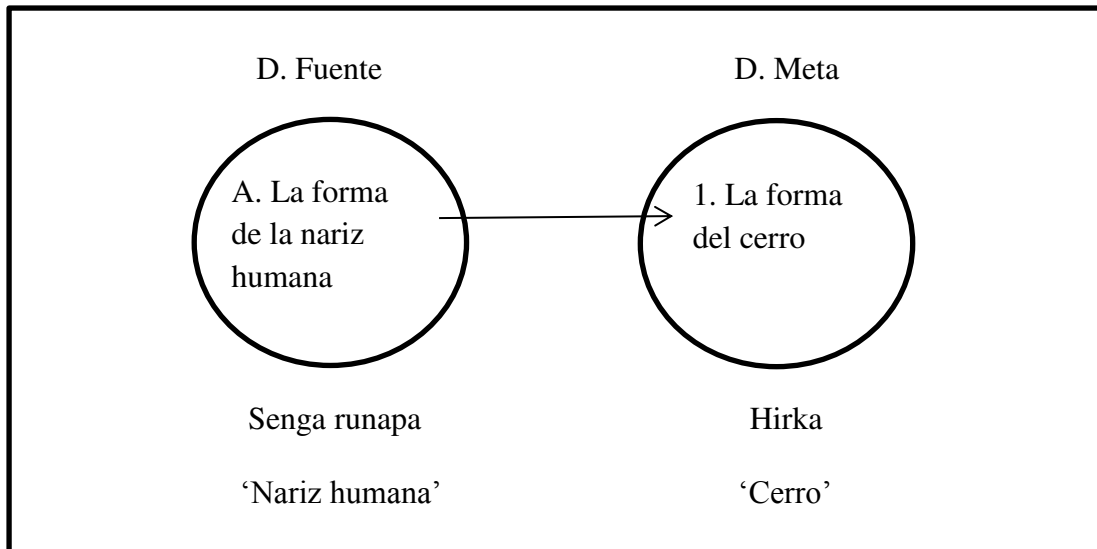 D. Fuente
D. Meta
A. La forma
de la nariz
humana
1. La forma
del cerro
Senga runapa
Hirka
‘Nariz humana’
‘Cerro’